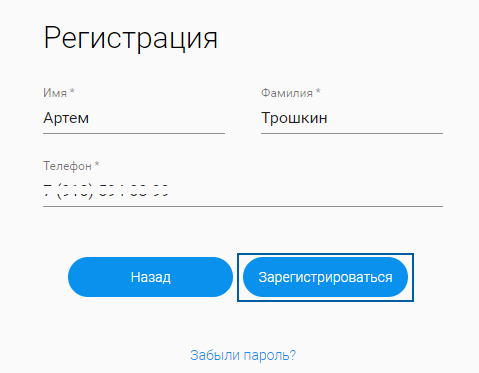 Регистрация
Имя * Фамилия *
Артем Трошкин
Телефон *
Назад Зарегистрироваться
Забыли пароль?